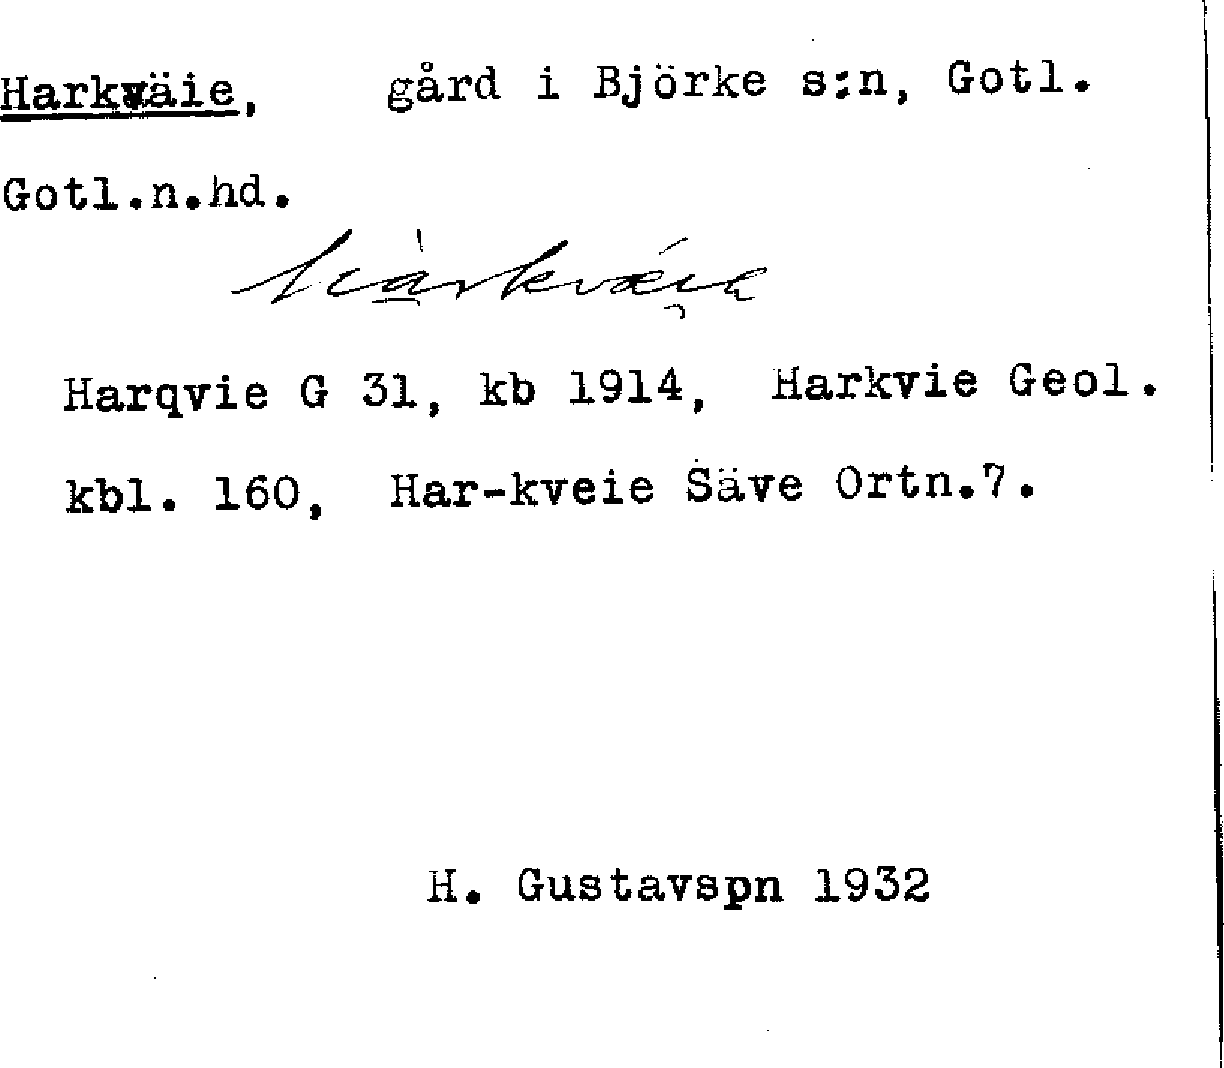 Harkväie, gård i Björke s:n, Gotl.
Gotl.n.hd.
Harqvie G 31, kb 1914, Harkvie Geol.
kbl. 160, Har-kveie Säve Ortn.7.
H. Gustavspn 1932